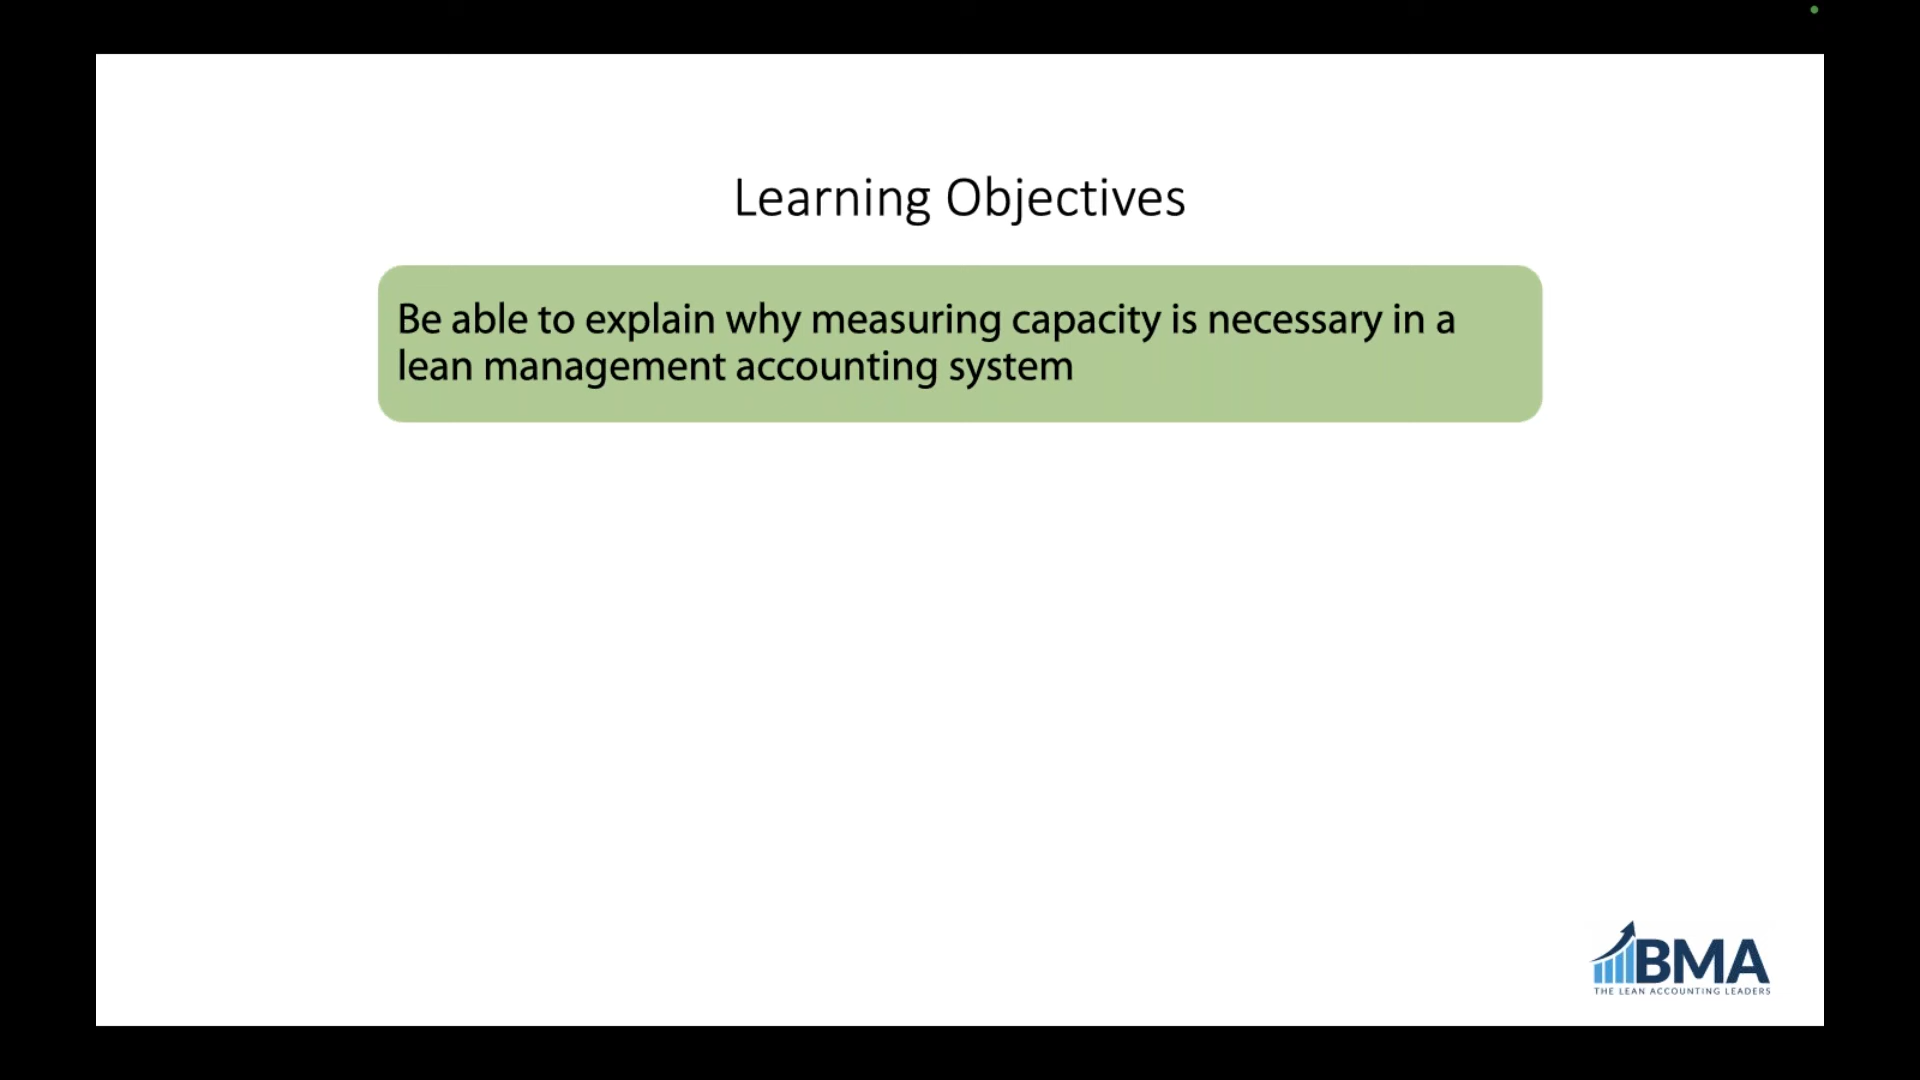 Learning Objectives
Be able to explain why measuring capacity is necessary in a
lean management accounting system
BMA
THE LEAN ACCOUNTING LEADERS